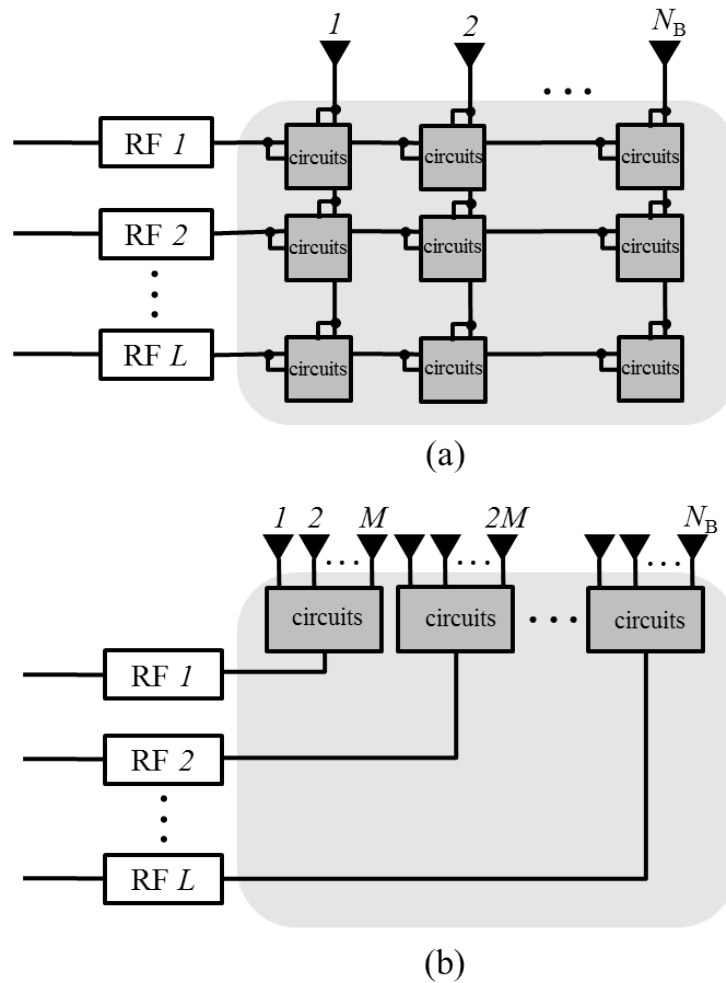 1 2 N_B
. . .
RF 1 circuits circuits circuits
RF 2 circuits circuits circuits
RF L circuits circuits circuits
(a)
1 2 M 2M N_B
... ... ...
circuits circuits . . . circuits
RF 1
RF 2
RF L
(b)